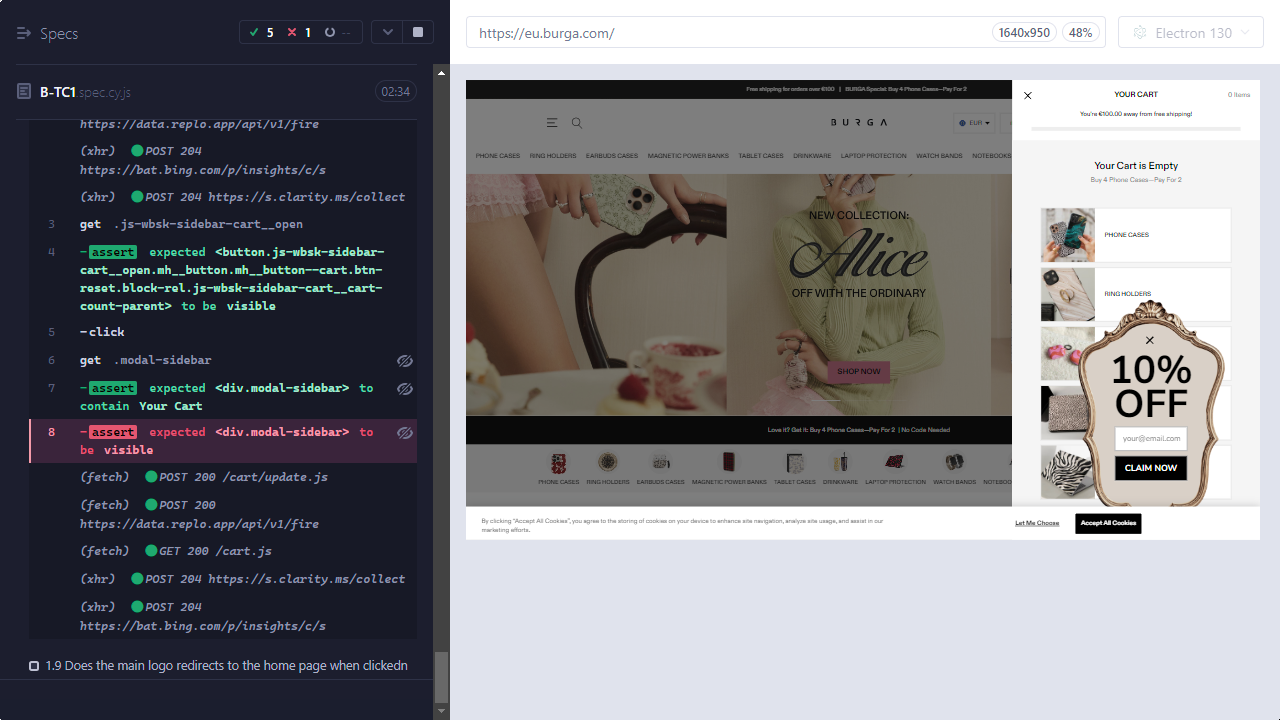 Specs
5
1
--
B-TC1.spec.cy.js
02:34
https://data.replo.app/api/v1/fire
(xhr) POST 204
https://bat.bing.com/p/insights/c/s
(xhr) POST 204 https://s.clarity.ms/collect
3 get .js-wbsk-sidebar-cart__open
4 -assert expected <button.js-wbsk-sidebar-
cart__open.mh__button.mh__button--cart.btn-
reset.block-rel.js-wbsk-sidebar-cart__cart-
count-parent> to be visible
5 -click
6 get .modal-sidebar
7 -assert expected <div.modal-sidebar> to
contain Your Cart
8 -assert expected <div.modal-sidebar> to
be visible
(fetch) POST 200 /cart/update.js
(fetch) POST 200
https://data.replo.app/api/v1/fire
(fetch) GET 200 /cart.js
(xhr) POST 204 https://s.clarity.ms/collect
(xhr) POST 204
https://bat.bing.com/p/insights/c/s
1.9 Does the main logo redirects to the home page when clickedn
https://eu.burga.com/
1640x950
48%
Electron 130
Free shipping for orders over €100 | BURGA Special: Buy 4 Phone Cases—Pay For 2
EUR
BURGA
PHONE CASES RING HOLDERS EARBUDS CASES MAGNETIC POWER BANKS TABLET CASES DRINKWARE LAPTOP PROTECTION WATCH BANDS NOTEBOOKS
NEW COLLECTION:
Alice
OFF WITH THE ORDINARY
SHOP NOW
Love it? Get it: Buy 4 Phone Cases—Pay For 2 | No Code Needed
PHONE CASES RING HOLDERS EARBUDS CASES MAGNETIC POWER BANKS TABLET CASES DRINKWARE LAPTOP PROTECTION WATCH BANDS
YOUR CART
0 Items
You're €100.00 away from free shipping!
Your Cart is Empty
Buy 4 Phone Cases—Pay For 2
PHONE CASES
RING HOLDERS
10%
OFF
your@email.com
CLAIM NOW
By clicking "Accept All Cookies", you agree to the storing of cookies on your device to enhance site navigation, analyze site usage, and assist in our
marketing efforts.
Let Me Choose
Accept All Cookies